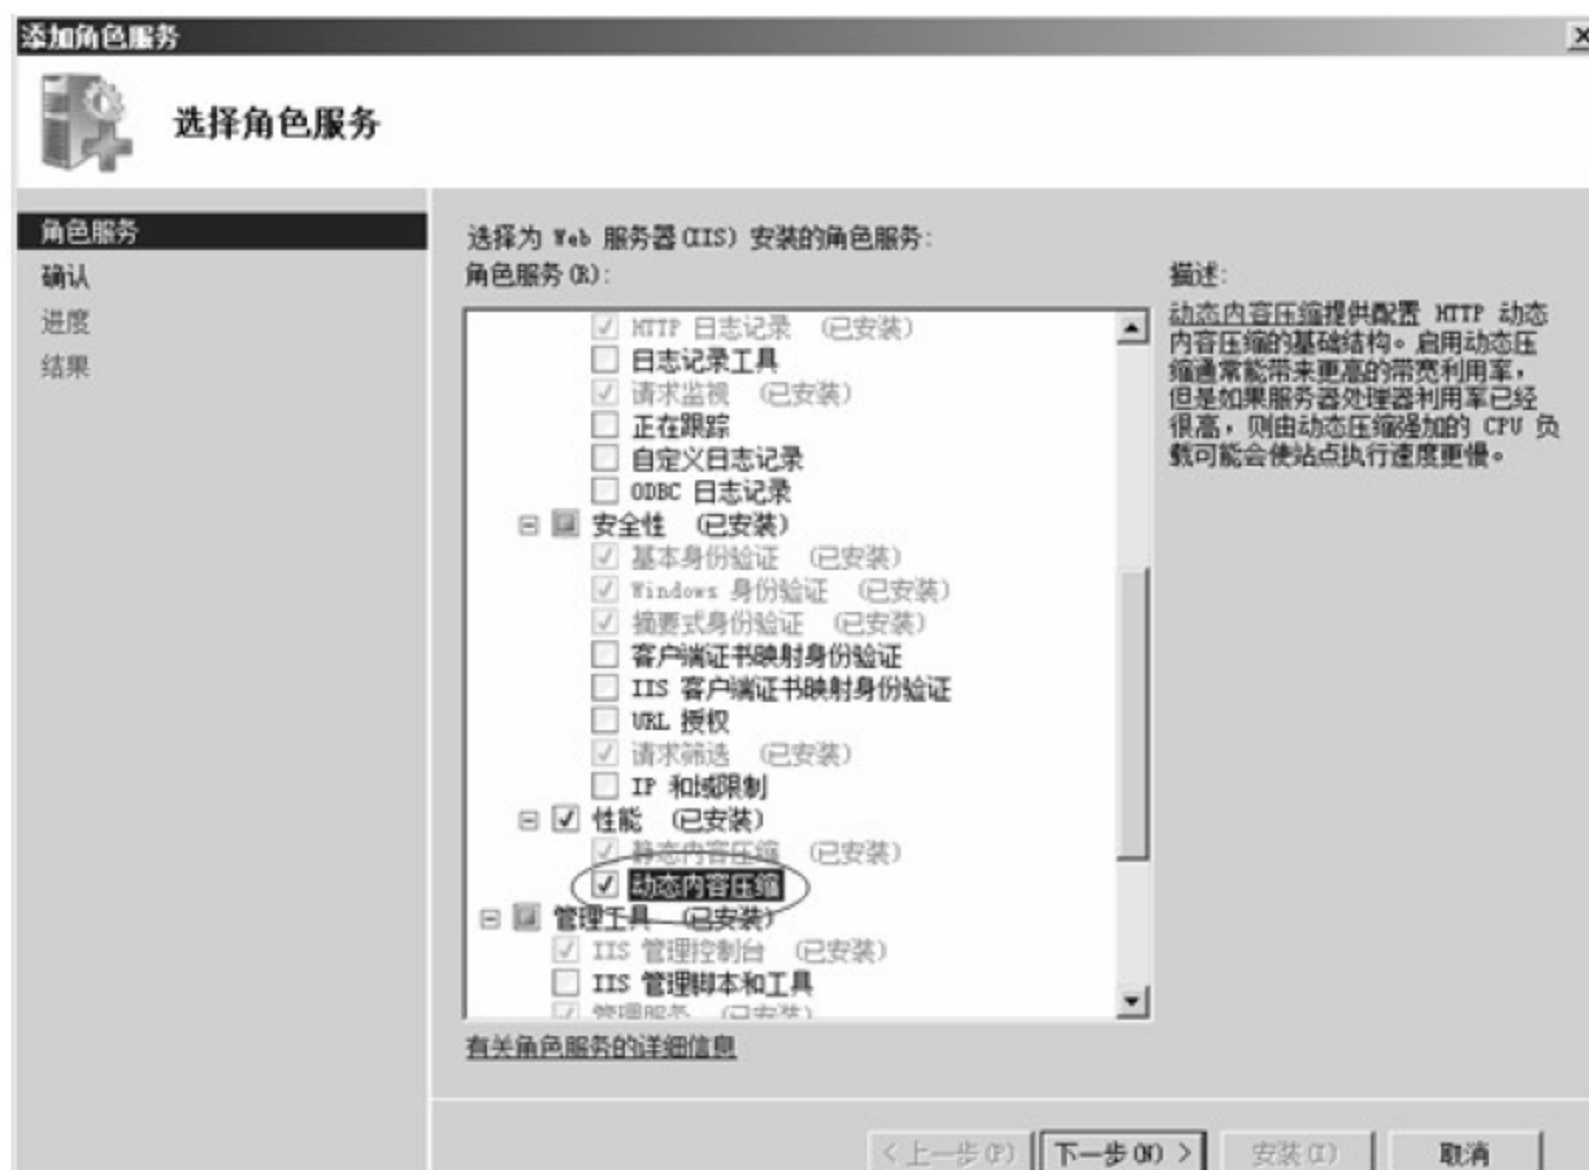 添加角色服务
选择角色服务
角色服务
确认
进度
结果
选择为 Web 服务器(IIS) 安装的角色服务:
角色服务(R):
HTTP 日志记录 (已安装)
日志记录工具
请求监视 (已安装)
正在跟踪
自定义日志记录
ODBC 日志记录
安全性 (已安装)
基本身份验证 (已安装)
Windows 身份验证 (已安装)
摘要式身份验证 (已安装)
客户端证书映射身份验证
IIS 客户端证书映射身份验证
URL 授权
请求筛选 (已安装)
IP 和域限制
性能 (已安装)
静态内容压缩 (已安装)
动态内容压缩
管理工具 (已安装)
IIS 管理控制台 (已安装)
IIS 管理脚本和工具
管理服务 (已安装)
有关角色服务的详细信息
描述:
动态内容压缩提供配置 HTTP 动态
内容压缩的基础结构。启用动态压
缩通常能带来更高的带宽利用率,
但是如果服务器处理器利用率已经
很高,则由动态压缩强加的 CPU 负
载可能会使站点执行速度更慢。
< 上一步(P)
下一步(N) >
安装(I)
取消